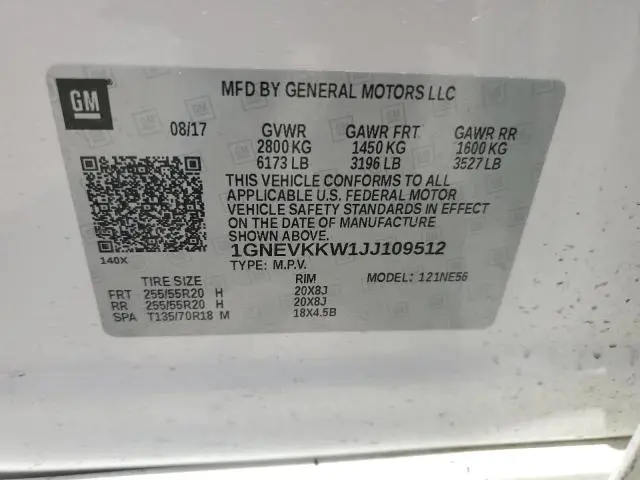 GM
MFD BY GENERAL MOTORS LLC
08/17 GVWR GAWR FRT GAWR RR
2800 KG 1450 KG 1600 KG
6173 LB 3196 LB 3527 LB
THIS VEHICLE CONFORMS TO ALL
APPLICABLE U.S. FEDERAL MOTOR
VEHICLE SAFETY STANDARDS IN EFFECT
ON THE DATE OF MANUFACTURE
SHOWN ABOVE.
140X
1GNEVKKW1JJ109512
TYPE: M.P.V. MODEL: 121NE56
TIRE SIZE RIM
FRT 255/55R20 H 20X8J
RR 255/55R20 H 20X8J
SPA T135/70R18 M 18X4.5B